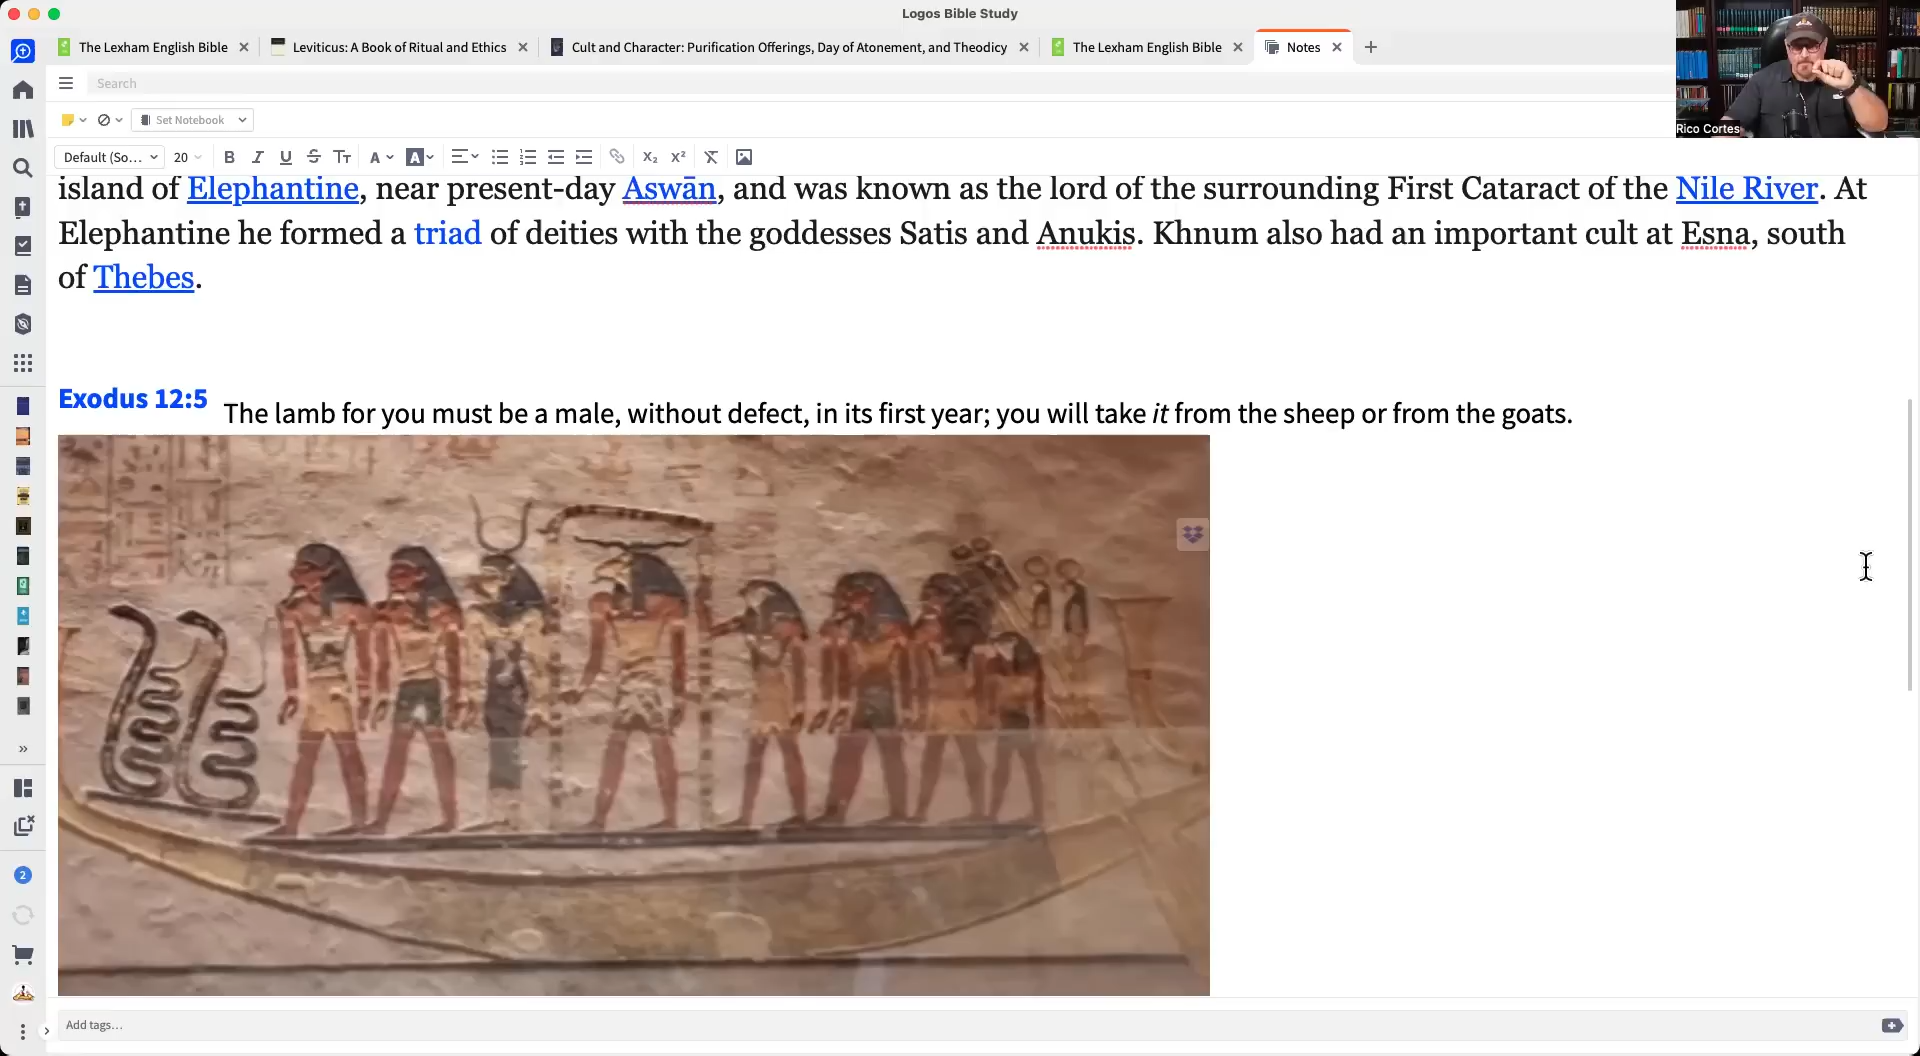 Logos Bible Study
The Lexham English Bible
Leviticus: A Book of Ritual and Ethics
Cult and Character: Purification Offerings, Day of Atonement, and Theodicy
The Lexham English Bible
Notes
Search
Set Notebook
Default (So...
20
B I U S Tт A A X₂ X²
Rico Cortes
island of Elephantine, near present-day Aswān, and was known as the lord of the surrounding First Cataract of the Nile River. At
Elephantine he formed a triad of deities with the goddesses Satis and Anukis. Khnum also had an important cult at Esna, south
of Thebes.
Exodus 12:5 The lamb for you must be a male, without defect, in its first year; you will take it from the sheep or from the goats.
2
Add tags...